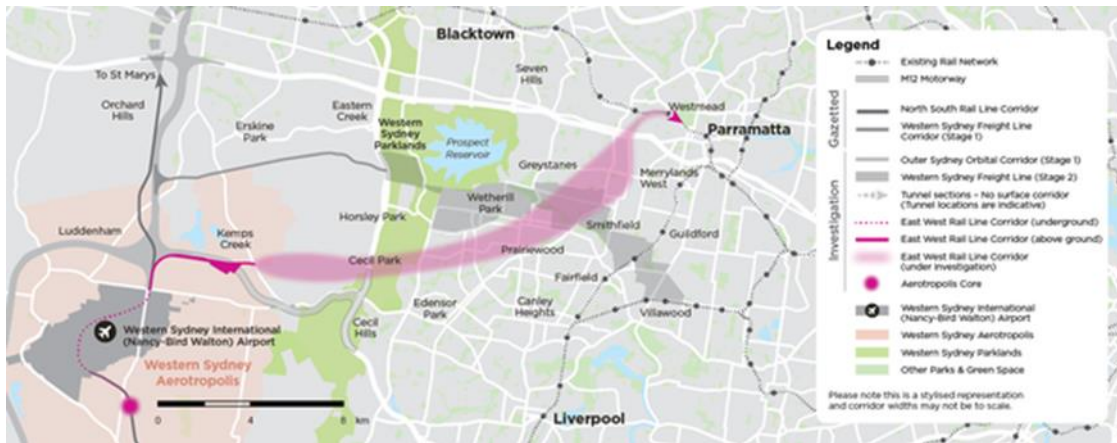 Blacktown
Seven
Hills
To St Marys
Orchard
Hills
Eastern
Creek
Erskine
Park
Western
Sydney
Parklands
Prospect
Reservoir
Westmead
Parramatta
Greystanes
Merrylands
West
Wetherill
Park
Horsley Park
Smithfield
Guildford
Luddenham
Kemps
Creek
Cecil Park
Prairiewood
Fairfield
Edensor
Park
Canley
Heights
Villawood
Cecil
Hills
Western Sydney International
(Nancy-Bird Walton) Airport
Western Sydney
Aerotropolis
0 4 8
km
Liverpool
Legend
Existing Rail Network
M12 Motorway
Gazetted
North South Rail Line Corridor
Western Sydney Freight Line
Corridor (Stage 1)
Investigation
Outer Sydney Orbital Corridor (Stage 1)
Western Sydney Freight Line (Stage 2)
Tunnel sections – No surface corridor
(Tunnel locations are indicative)
East West Rail Line Corridor (underground)
East West Rail Line Corridor (above ground)
East West Rail Line Corridor
(under investigation)
Aerotropolis Core
Western Sydney International
(Nancy-Bird Walton) Airport
Western Sydney Aerotropolis
Western Sydney Parklands
Other Parks & Green Space
Please note this is a stylised representation
and corridor widths may not be to scale.